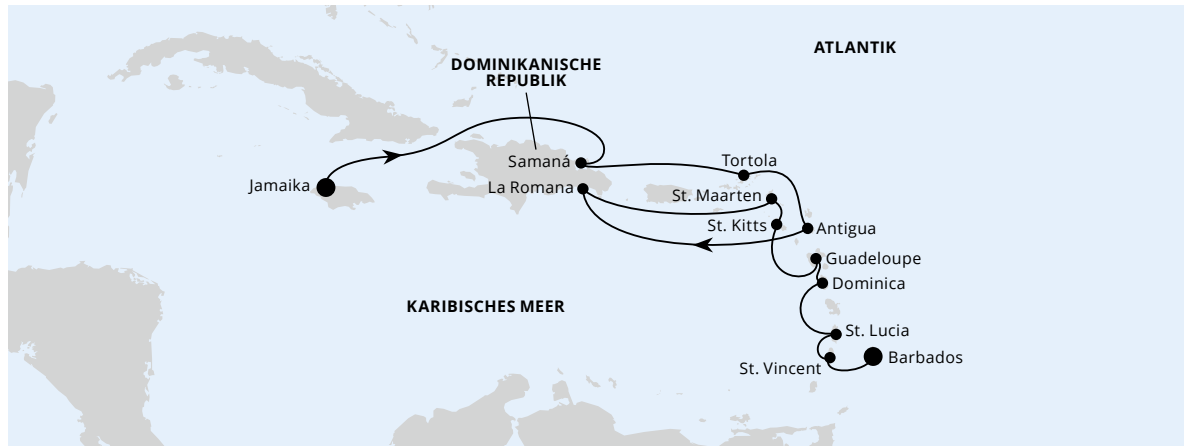 ATLANTIK
DOMINIKANISCHE
REPUBLIK
Samaná
Tortola
Jamaika
La Romana
St. Maarten
St. Kitts
Antigua
Guadeloupe
Dominica
KARIBISCHES MEER
St. Lucia
Barbados
St. Vincent